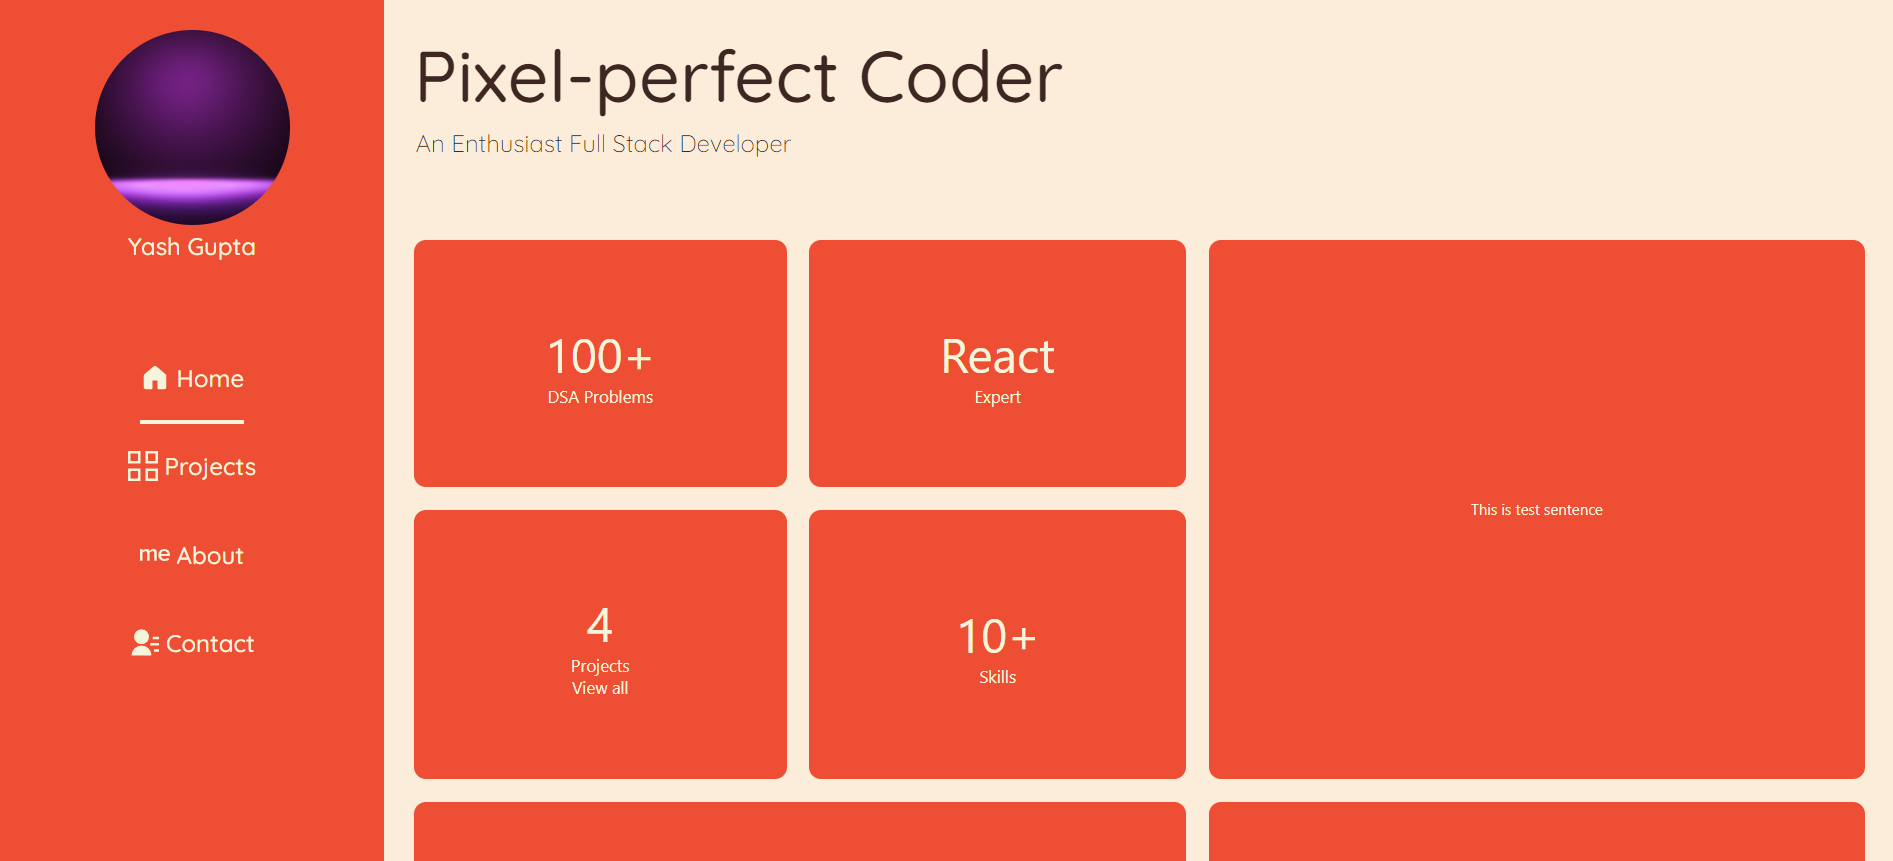 Yash Gupta
Home
Projects
me About
Contact
Pixel-perfect Coder
An Enthusiast Full Stack Developer
100+
DSA Problems
React
Expert
This is test sentence
4
Projects
View all
10+
Skills